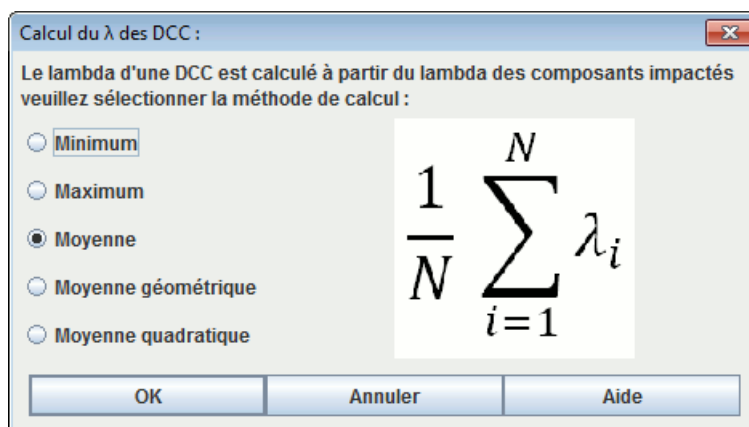 Calcul du λ des DCC :
Le lambda d'une DCC est calculé à partir du lambda des composants impactés
veuillez sélectionner la méthode de calcul :
Minimum
Maximum
Moyenne
Moyenne géométrique
Moyenne quadratique
1/N ∑_{i=1}^{N} λ_i
OK Annuler Aide